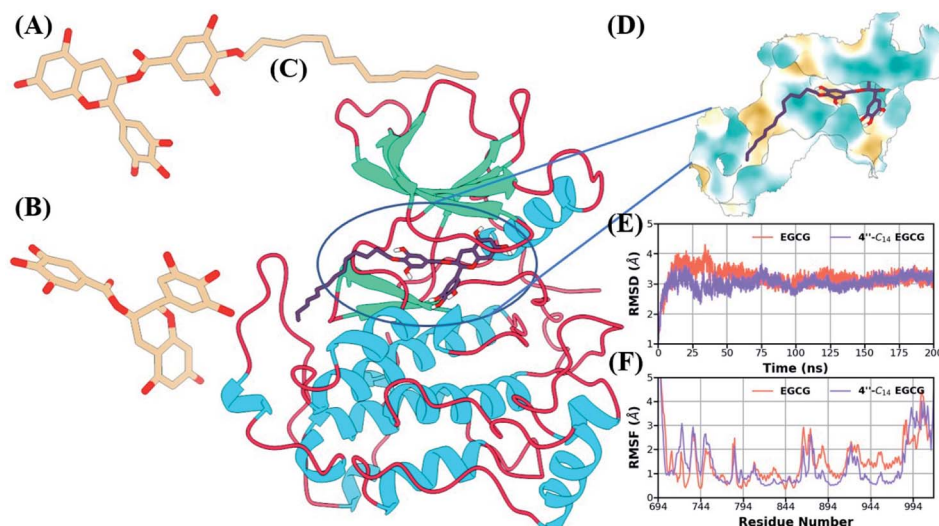 (A)
(C)
(D)
(B)
(E)
EGCG 4''-C₁₄ EGCG
RMSD (Å)
5
4
3
2
1
0 25 50 75 100 125 150 175 200
Time (ns)
(F)
EGCG 4''-C₁₄ EGCG
RMSF (Å)
5
4
3
2
1
0
694 744 794 844 894 944 994
Residue Number